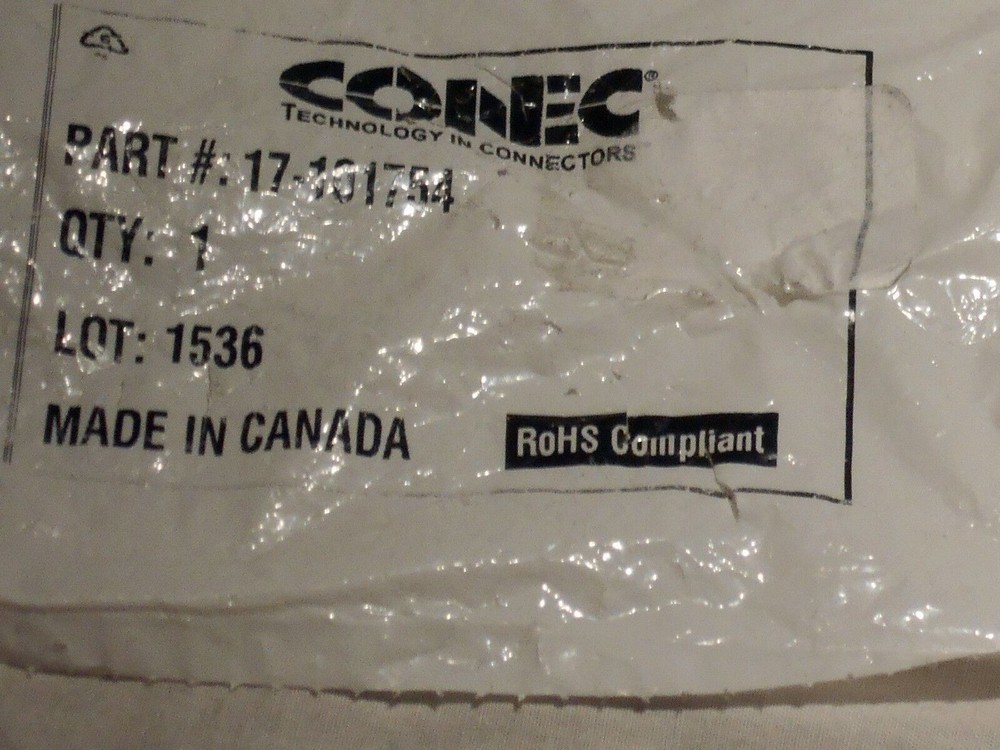 CONEC®
TECHNOLOGY IN CONNECTORS
PART #: 17-101754
QTY: 1
LOT: 1536
MADE IN CANADA
RoHS Compliant